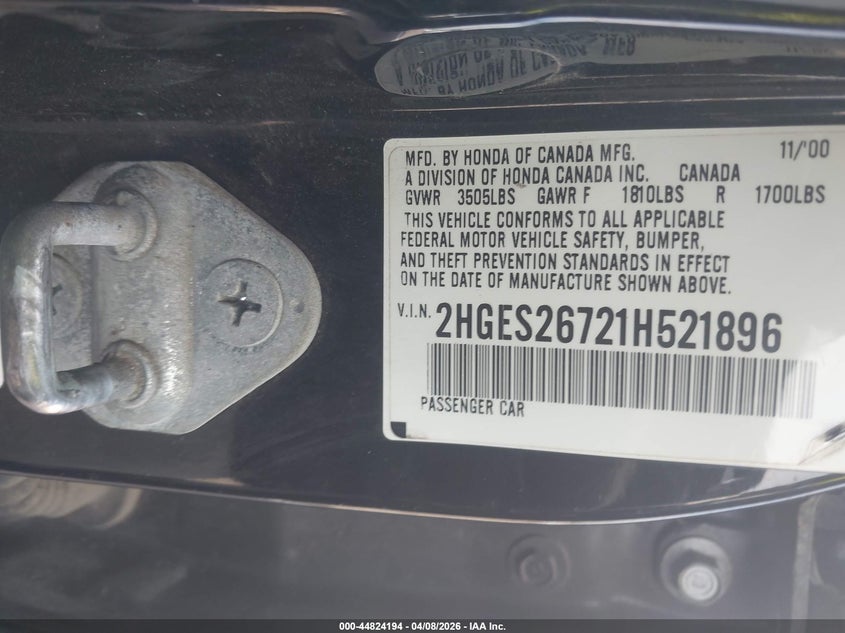 MFD. BY HONDA OF CANADA MFG. 11/'00
A DIVISION OF HONDA CANADA INC. CANADA
GVWR 3505LBS GAWR F 1810LBS R 1700LBS
THIS VEHICLE CONFORMS TO ALL APPLICABLE
FEDERAL MOTOR VEHICLE SAFETY, BUMPER,
AND THEFT PREVENTION STANDARDS IN EFFECT
ON THE DATE OF MANUFACTURE SHOWN ABOVE.
V.I.N. 2HGES26721H521896
PASSENGER CAR
000-44824194 - 04/08/2026 - IAA Inc.